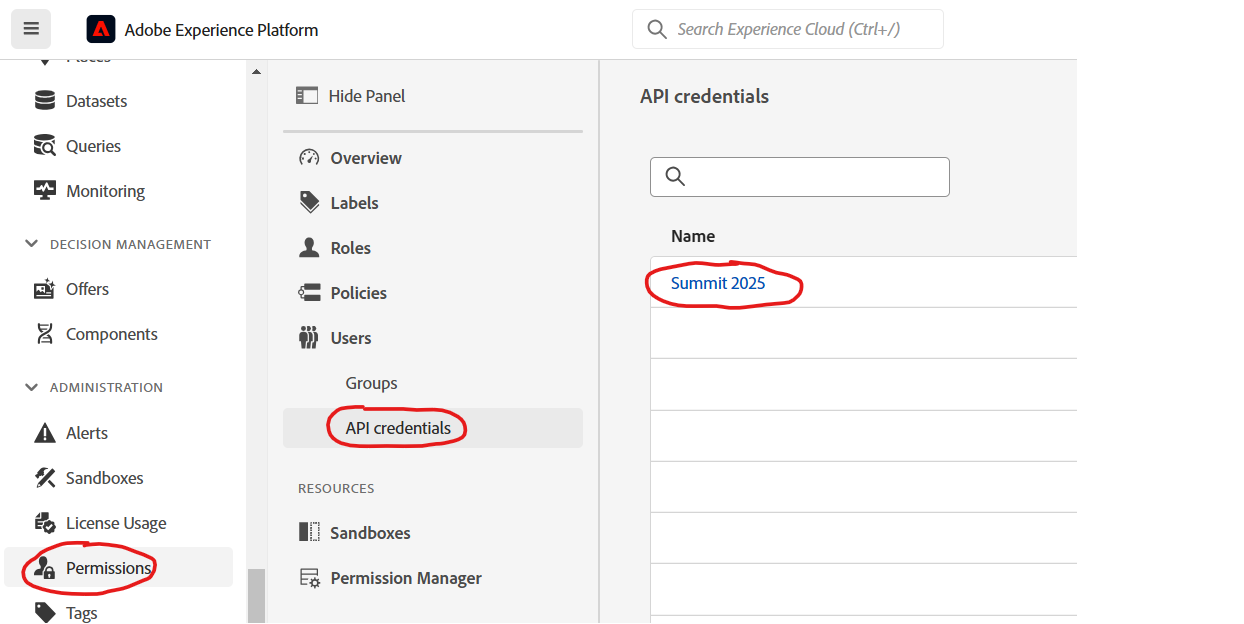 Adobe Experience Platform
Search Experience Cloud (Ctrl+/)
Places
Datasets
Queries
Monitoring
DECISION MANAGEMENT
Offers
Components
ADMINISTRATION
Alerts
Sandboxes
License Usage
Permissions
Tags
Hide Panel
Overview
Labels
Roles
Policies
Users
Groups
API credentials
RESOURCES
Sandboxes
Permission Manager
API credentials
Name
Summit 2025